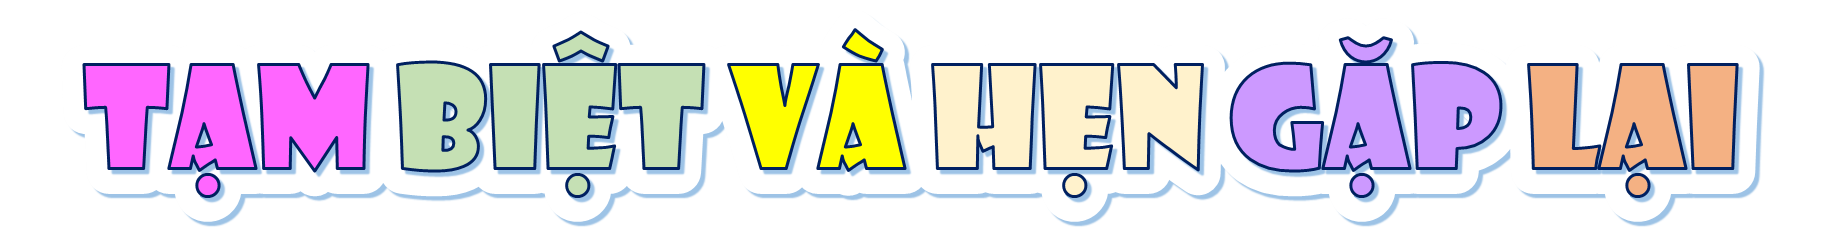 TẠM BIỆT VÀ HẸN GẶP LẠI